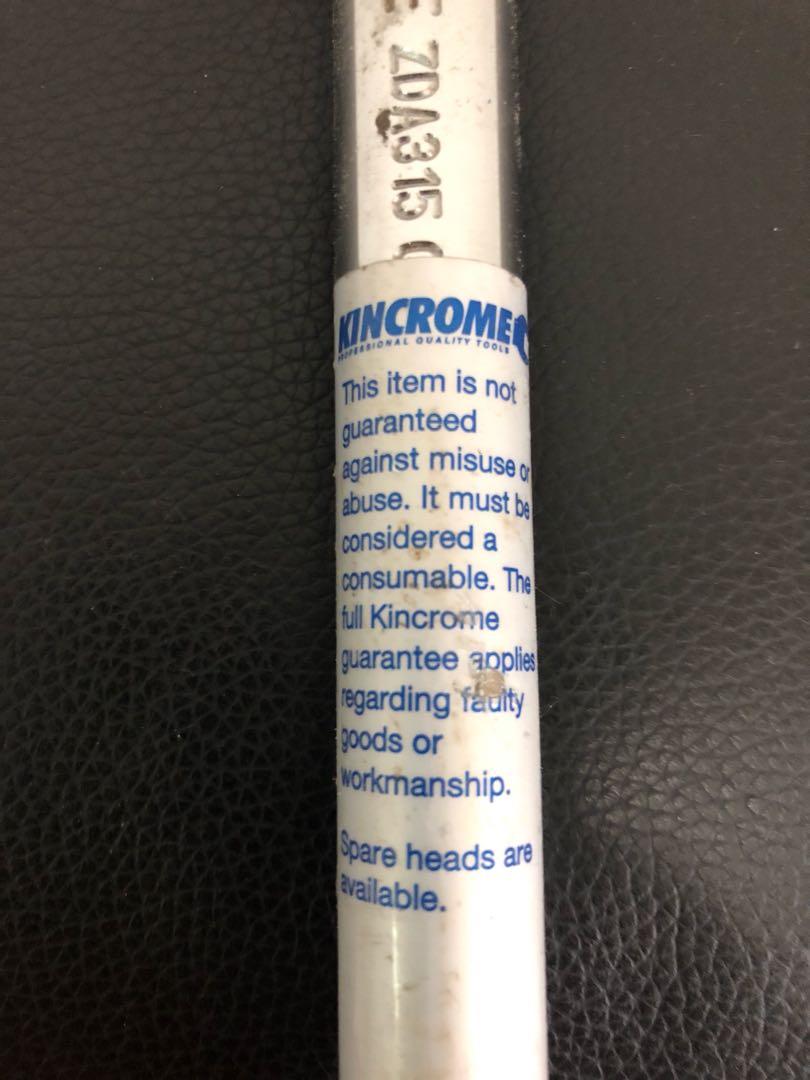 ZDA315
KINCROME
PROFESSIONAL QUALITY TOOLS
This item is not
guaranteed
against misuse or
abuse. It must be
considered a
consumable. The
full Kincrome
guarantee applies
regarding faulty
goods or
workmanship.
Spare heads are
available.